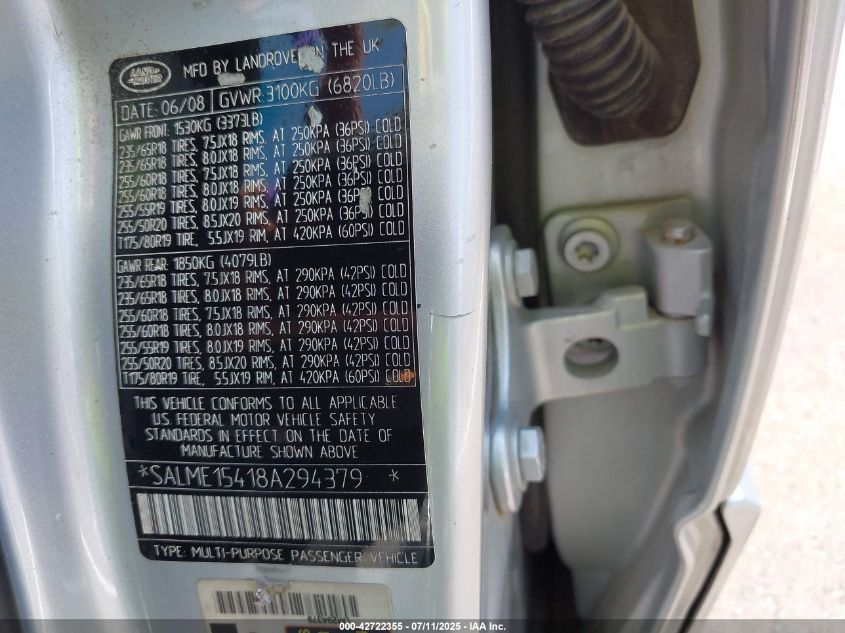 LAND ROVER
MFD BY LANDROVER IN THE UK
DATE: 06/08 GVWR 3100KG (6820LB)
GAWR FRONT: 1530KG (3373LB)
235/65R18 TIRES, 7.5JX18 RIMS, AT 250KPA (36PSI) COLD
235/65R18 TIRES, 8.0JX18 RIMS, AT 250KPA (36PSI) COLD
255/60R18 TIRES, 7.5JX18 RIMS, AT 250KPA (36PSI) COLD
255/60R18 TIRES, 8.0JX18 RIMS, AT 250KPA (36PSI) COLD
255/55R19 TIRES, 8.0JX19 RIMS, AT 250KPA (36PSI) COLD
255/50R20 TIRES, 8.5JX20 RIMS, AT 250KPA (36PSI) COLD
T175/80R19 TIRE, 5.5JX19 RIM, AT 420KPA (60PSI) COLD
GAWR REAR: 1850KG (4079LB)
235/65R18 TIRES, 7.5JX18 RIMS, AT 290KPA (42PSI) COLD
235/65R18 TIRES, 8.0JX18 RIMS, AT 290KPA (42PSI) COLD
255/60R18 TIRES, 7.5JX18 RIMS, AT 290KPA (42PSI) COLD
255/60R18 TIRES, 8.0JX18 RIMS, AT 290KPA (42PSI) COLD
255/55R19 TIRES, 8.0JX19 RIMS, AT 290KPA (42PSI) COLD
255/50R20 TIRES, 8.5JX20 RIMS, AT 290KPA (42PSI) COLD
T175/80R19 TIRE, 5.5JX19 RIM, AT 420KPA (60PSI) COLD
THIS VEHICLE CONFORMS TO ALL APPLICABLE
U.S. FEDERAL MOTOR VEHICLE SAFETY
STANDARDS IN EFFECT ON THE DATE OF
MANUFACTURE SHOWN ABOVE
*SALME15418A294379 *
TYPE: MULTI-PURPOSE PASSENGER VEHICLE
000-42722355 - 07/11/2025 - IAA Inc.